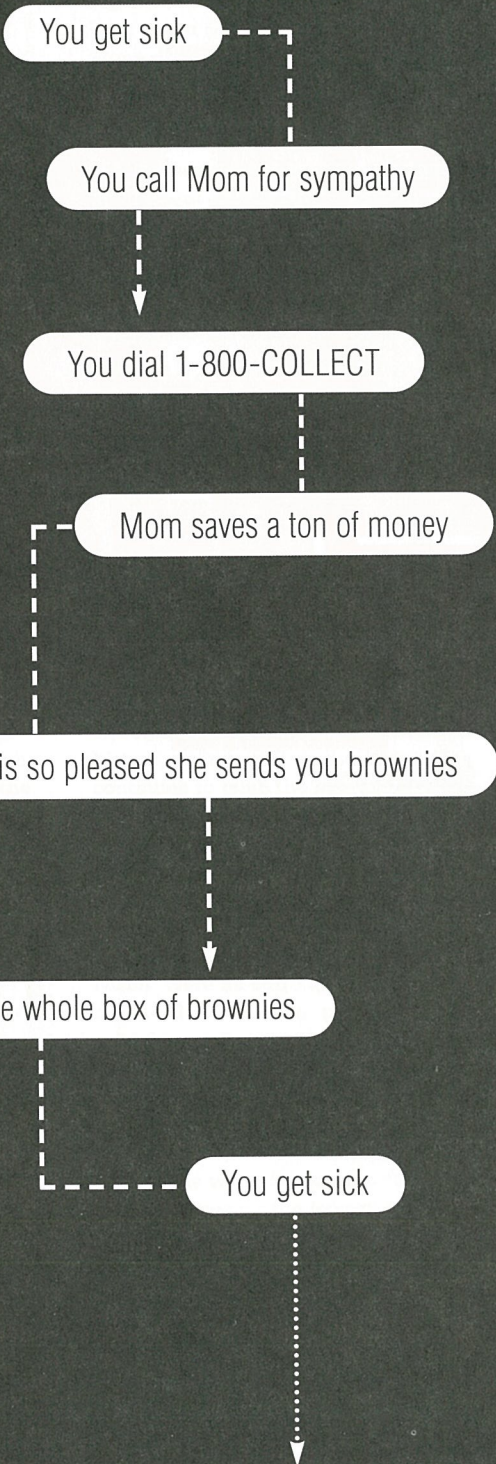 You get sick
You call Mom for sympathy
You dial 1-800-COLLECT
Mom saves a ton of money
is so pleased she sends you brownies
e whole box of brownies
You get sick